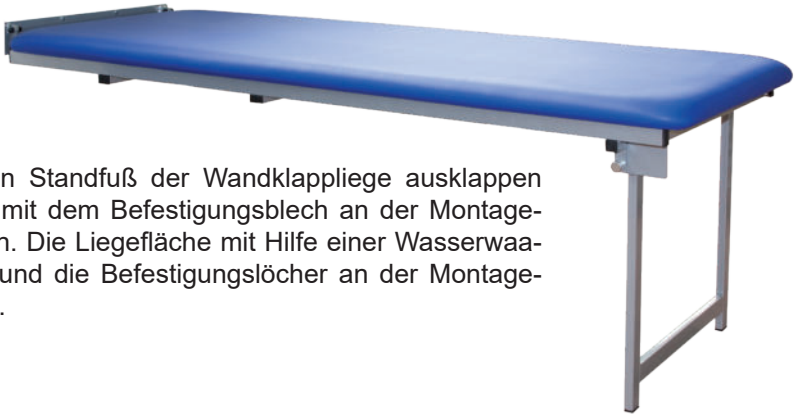 n Standfuß der Wandklappliege ausklappen
mit dem Befestigungsblech an der Montage-
n. Die Liegefläche mit Hilfe einer Wasserwaa-
und die Befestigungslöcher an der Montage-
.